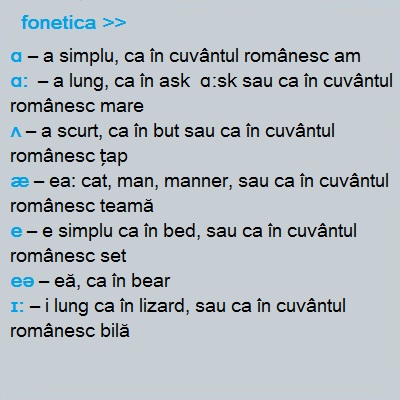 fonetica >>
ɑ – a simplu, ca în cuvântul românesc am
ɑ:  – a lung, ca în ask  ɑ:sk sau ca în cuvântul
românesc mare
ʌ – a scurt, ca în but sau ca în cuvântul
românesc țap
æ – ea: cat, man, manner, sau ca în cuvântul
românesc teamă
e – e simplu ca în bed, sau ca în cuvântul
românesc set
eə – eă, ca în bear
ɪ: – i lung ca în lizard, sau ca în cuvântul
românesc bilă